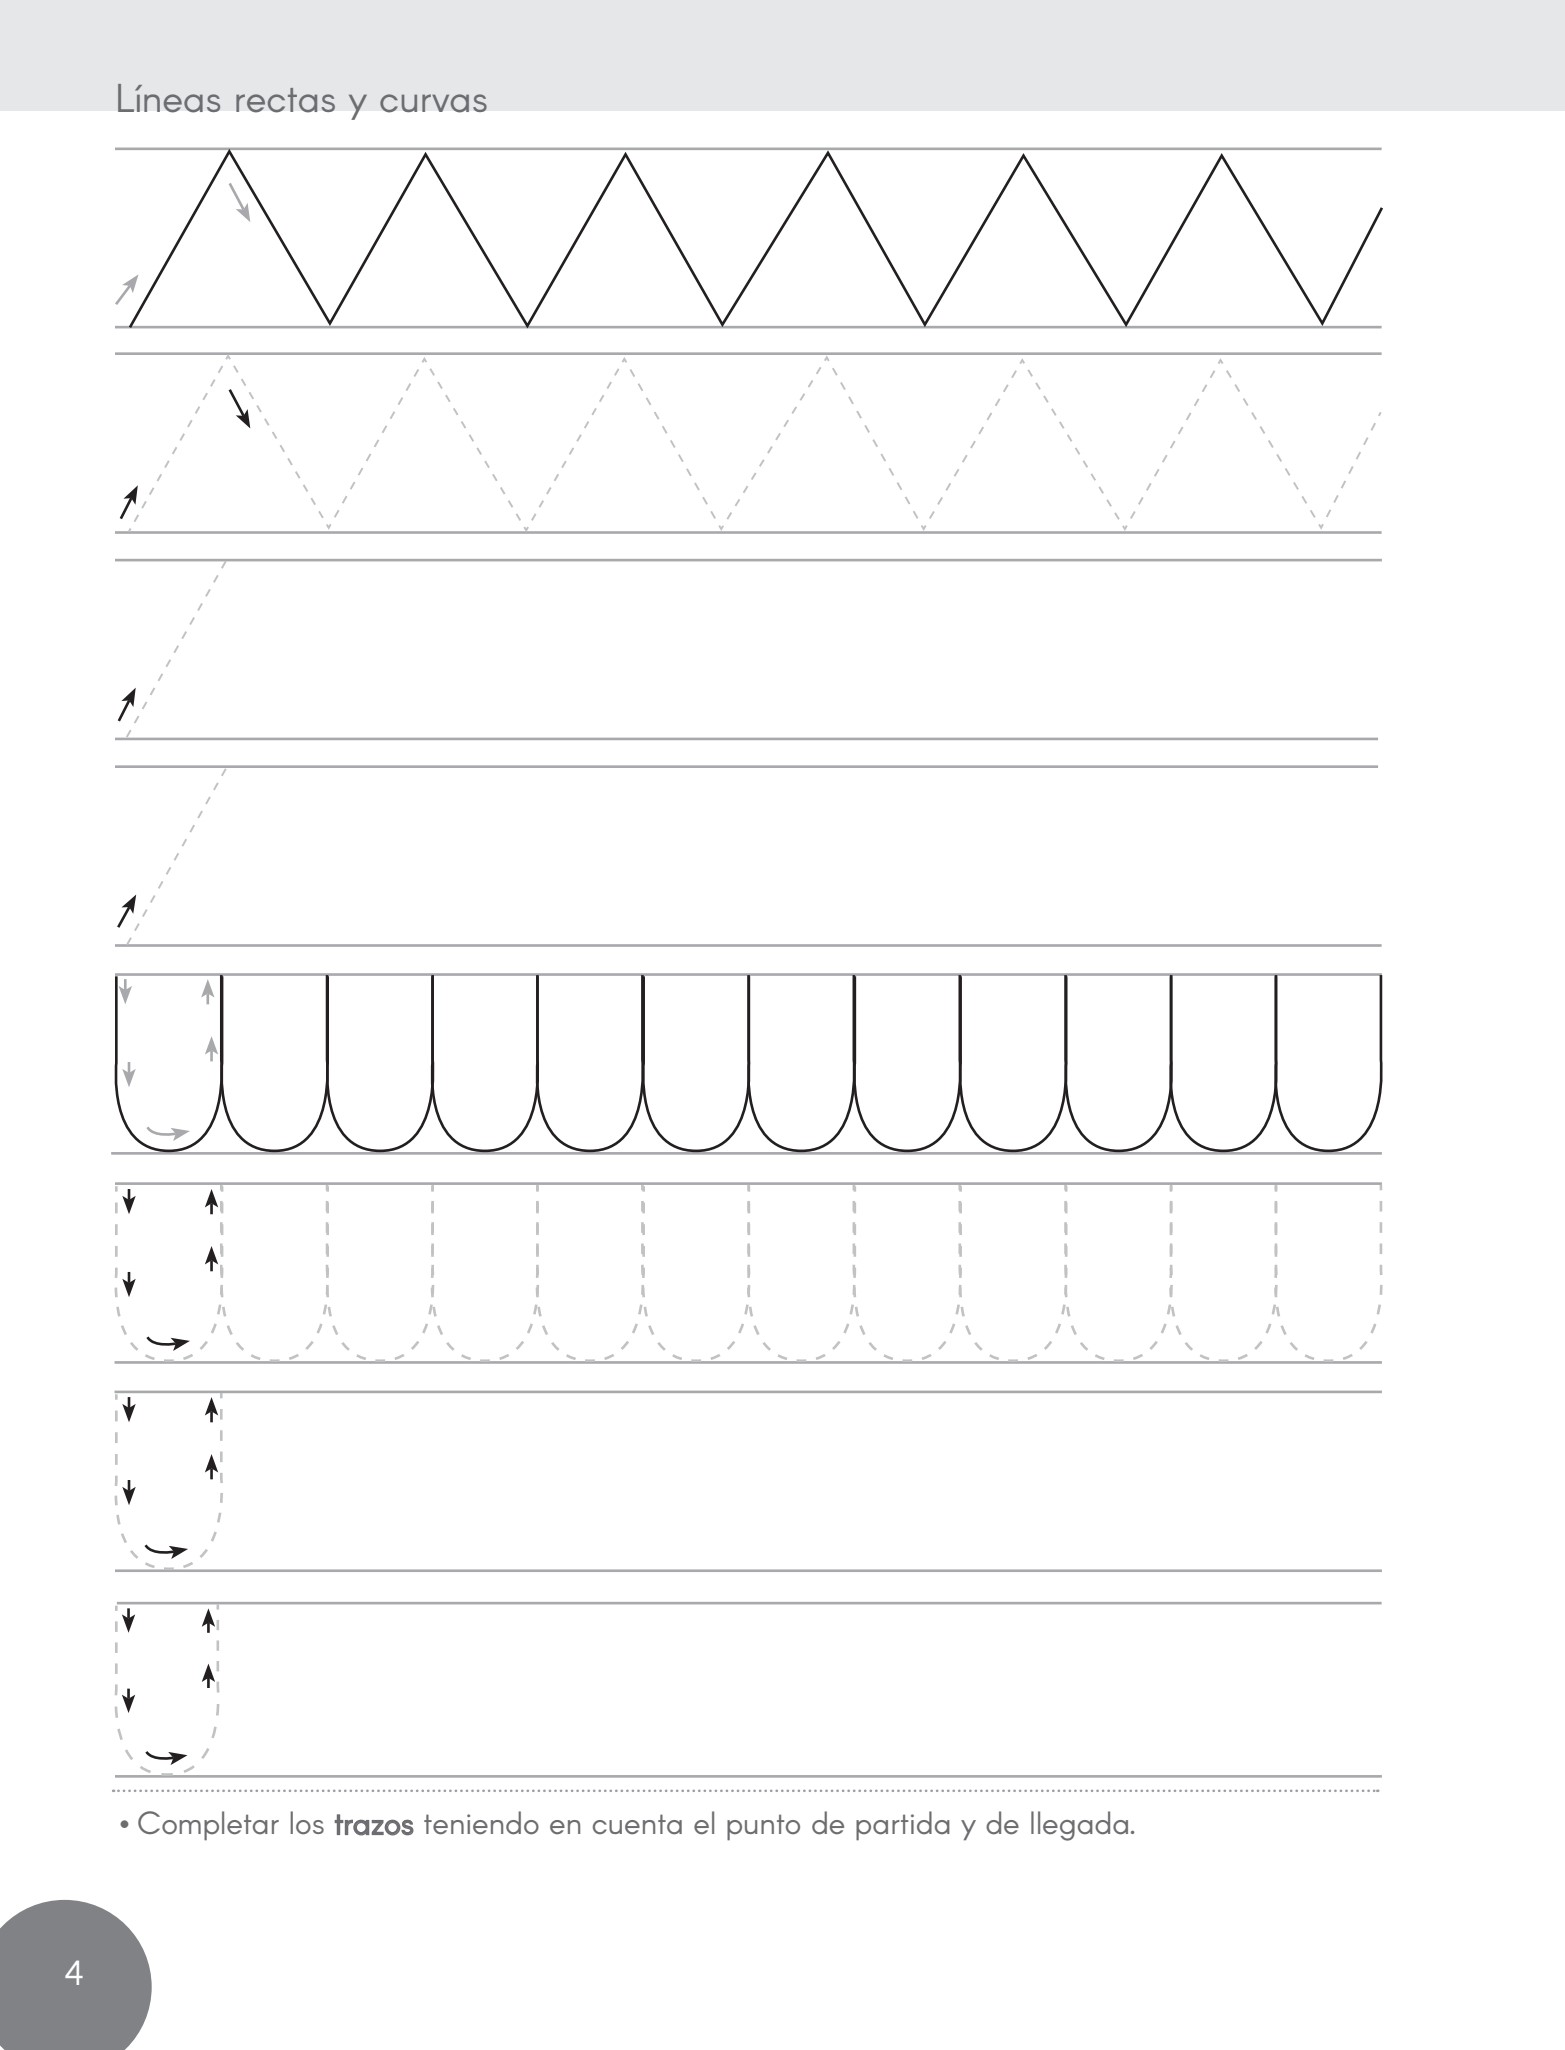 Líneas rectas y curvas
• Completar los trazos teniendo en cuenta el punto de partida y de llegada.
4